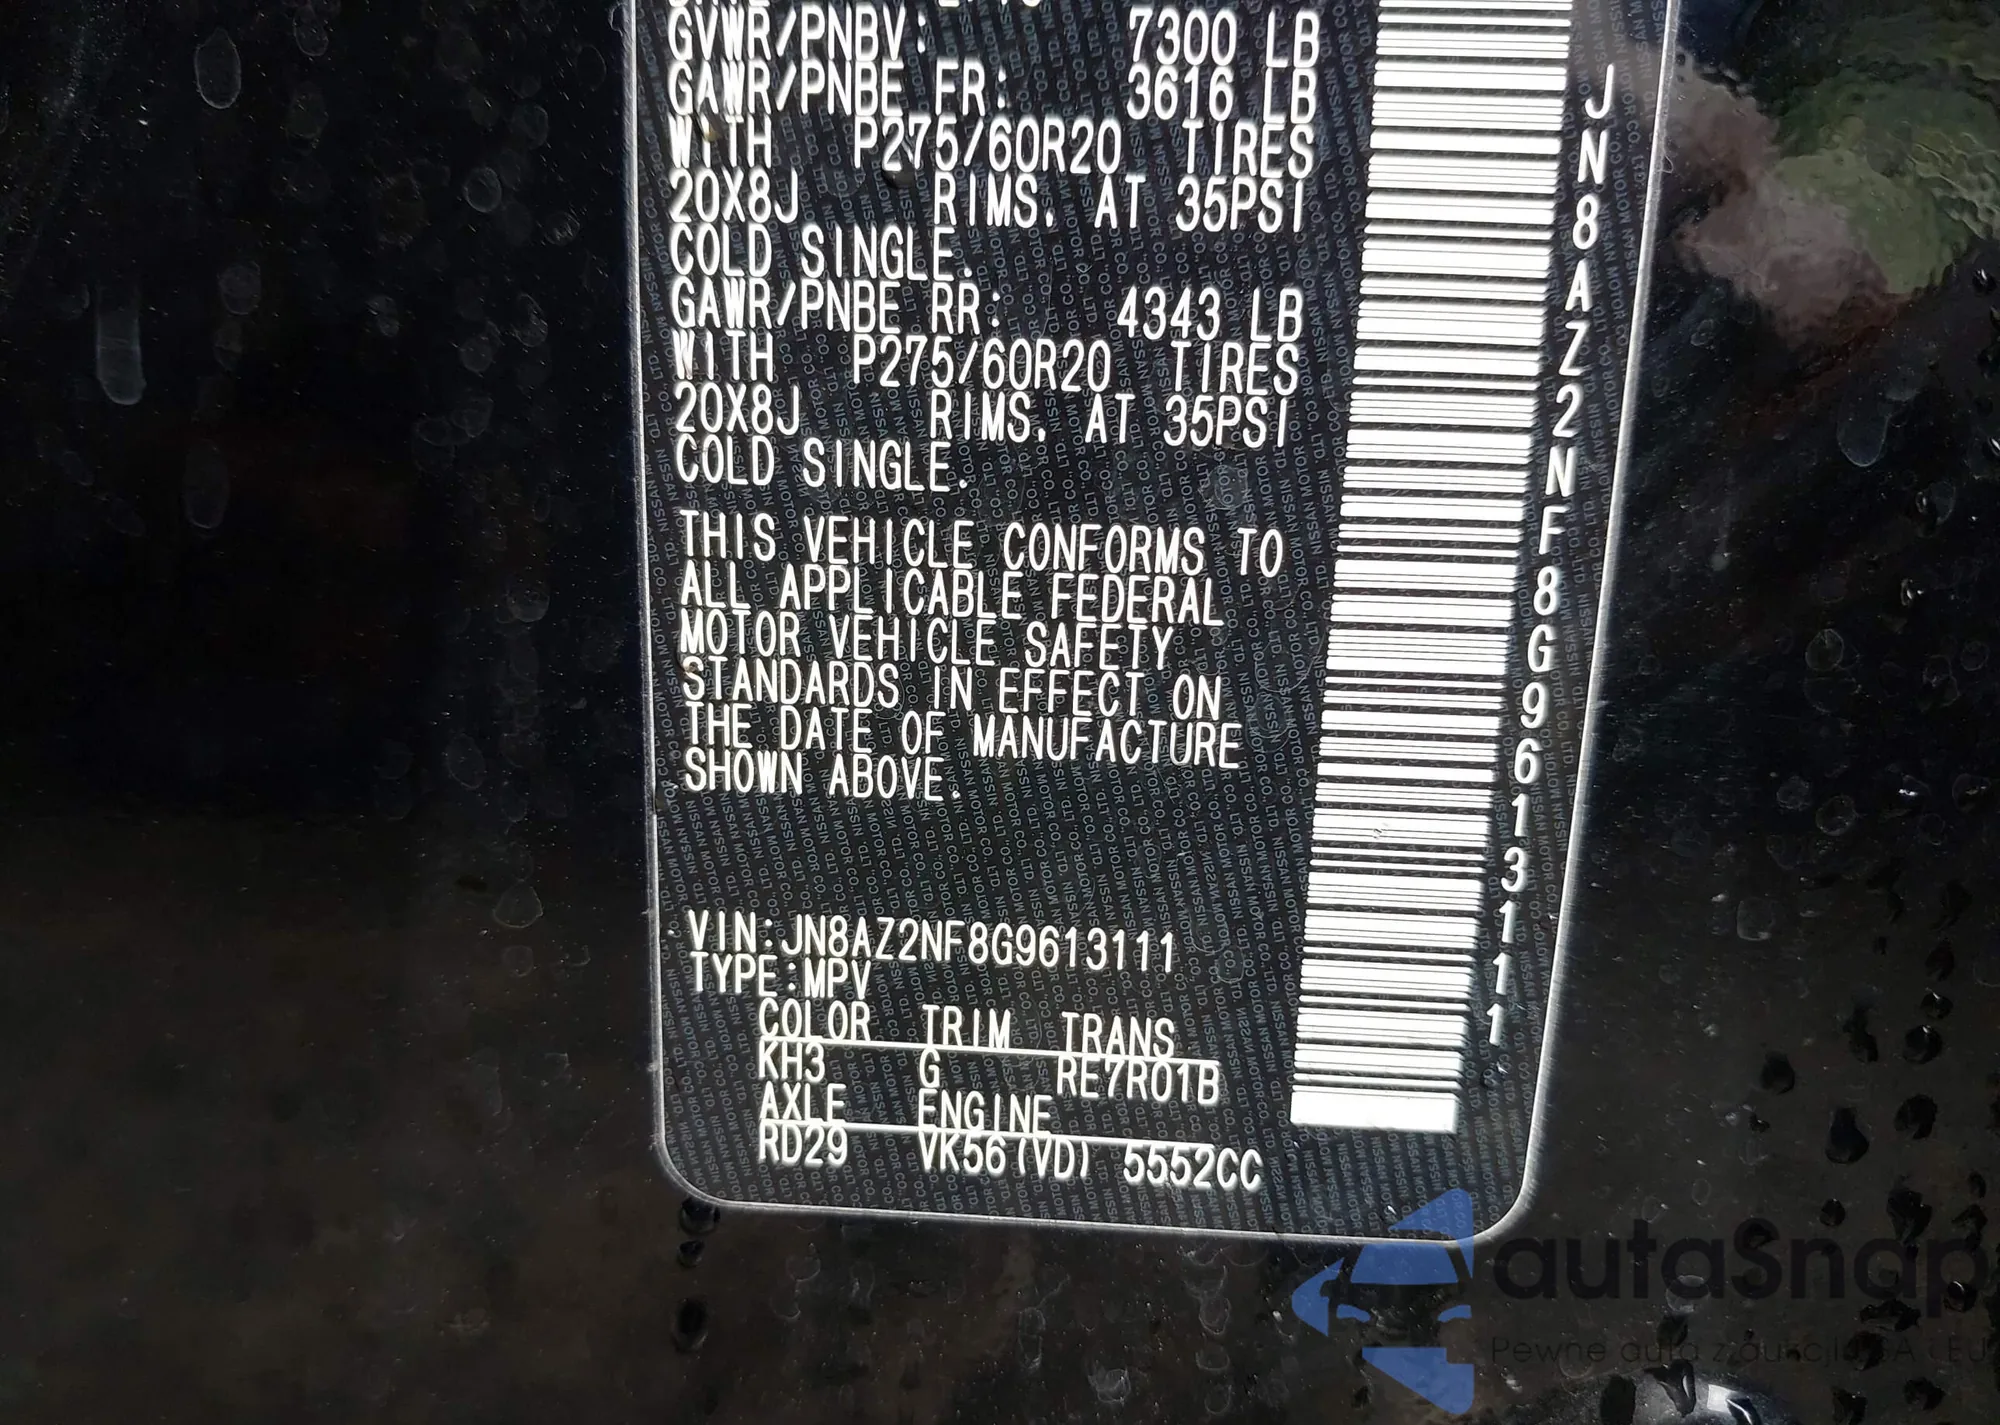 GVWR/PNBV: 7300 LB
GAWR/PNBE FR: 3616 LB
WITH P275/60R20 TIRES
20X8J RIMS. AT 35PSI
COLD SINGLE.
GAWR/PNBE RR: 4343 LB
WITH P275/60R20 TIRES
20X8J RIMS. AT 35PSI
COLD SINGLE.
THIS VEHICLE CONFORMS TO
ALL APPLICABLE FEDERAL
MOTOR VEHICLE SAFETY
STANDARDS IN EFFECT ON
THE DATE OF MANUFACTURE
SHOWN ABOVE.
VIN:JN8AZ2NF8G9613111
TYPE:MPV
COLOR TRIM TRANS
KH3 G RE7R01B
AXLE ENGINE
RD29 VK56(VD) 5552CC
JN8AZ2NF8G9613111
autaSnap
Pewne auta z aukcji